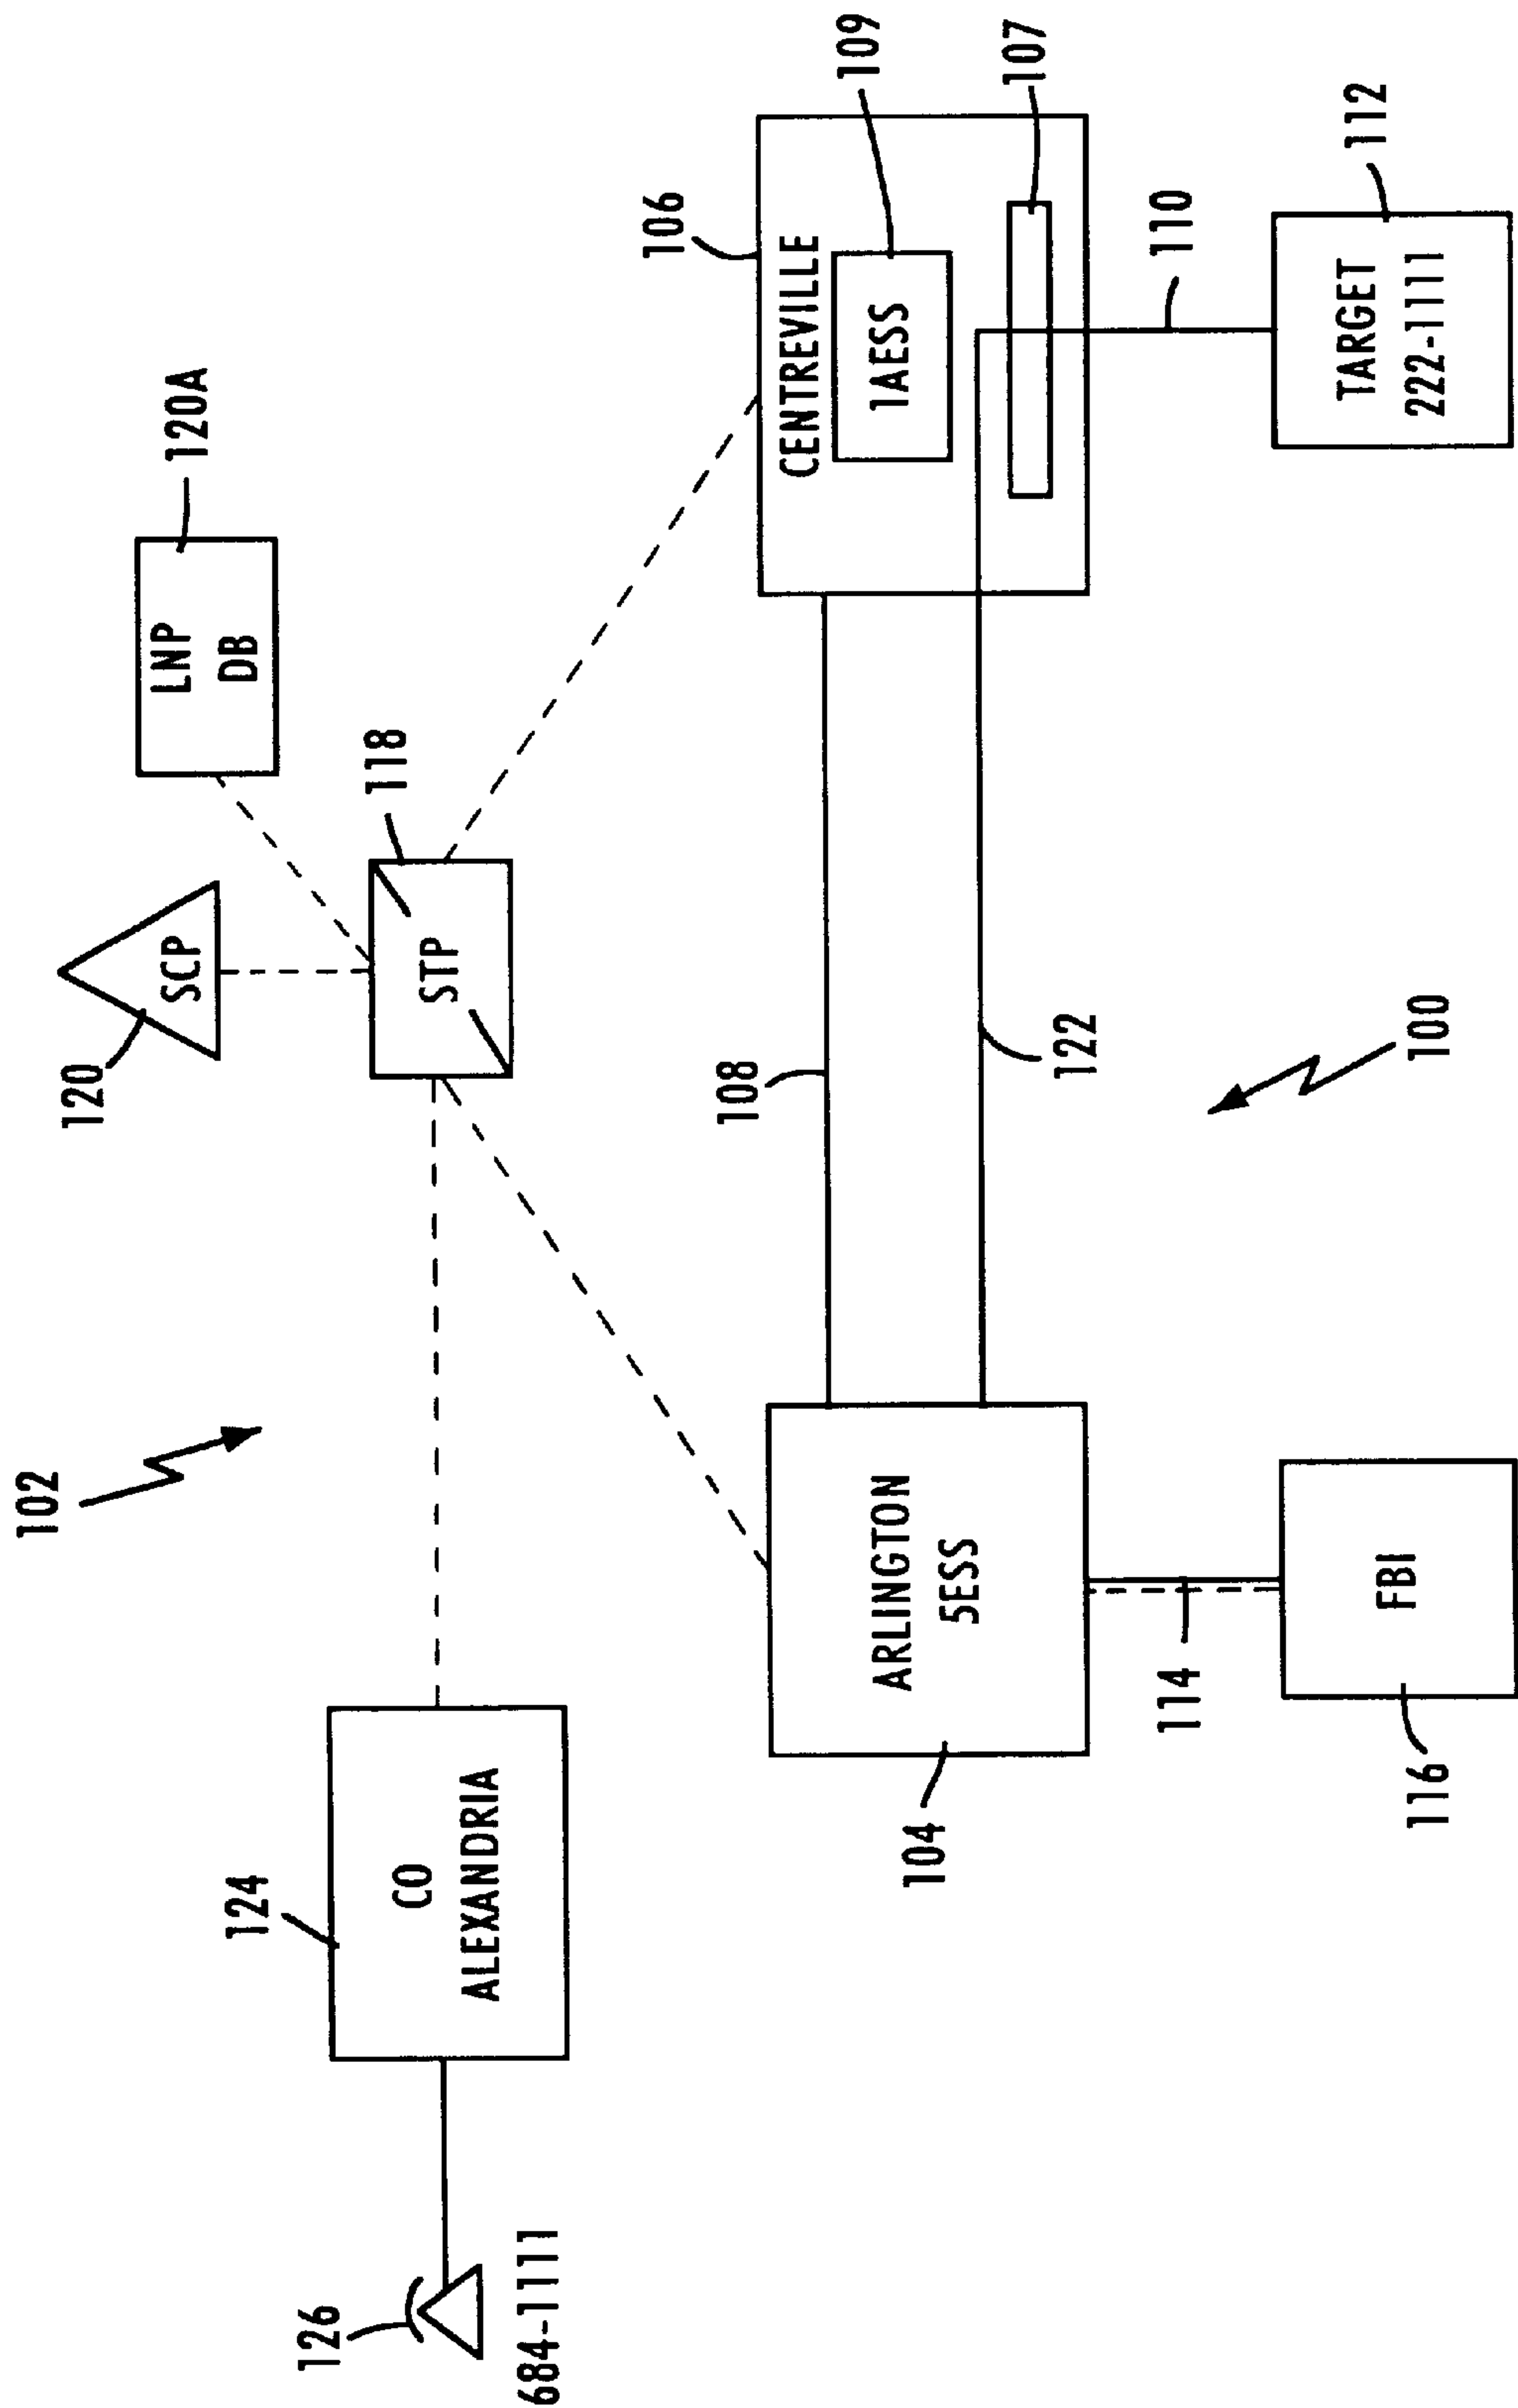 102
120
SCP
LNP
DB
120A
118
STP
124
CO
ALEXANDRIA
126
684-1111
106
CENTREVILLE
109
1AESS
107
108
122
ARLINGTON
5ESS
104
110
TARGET
222-1111
112
114
FBI
116
100